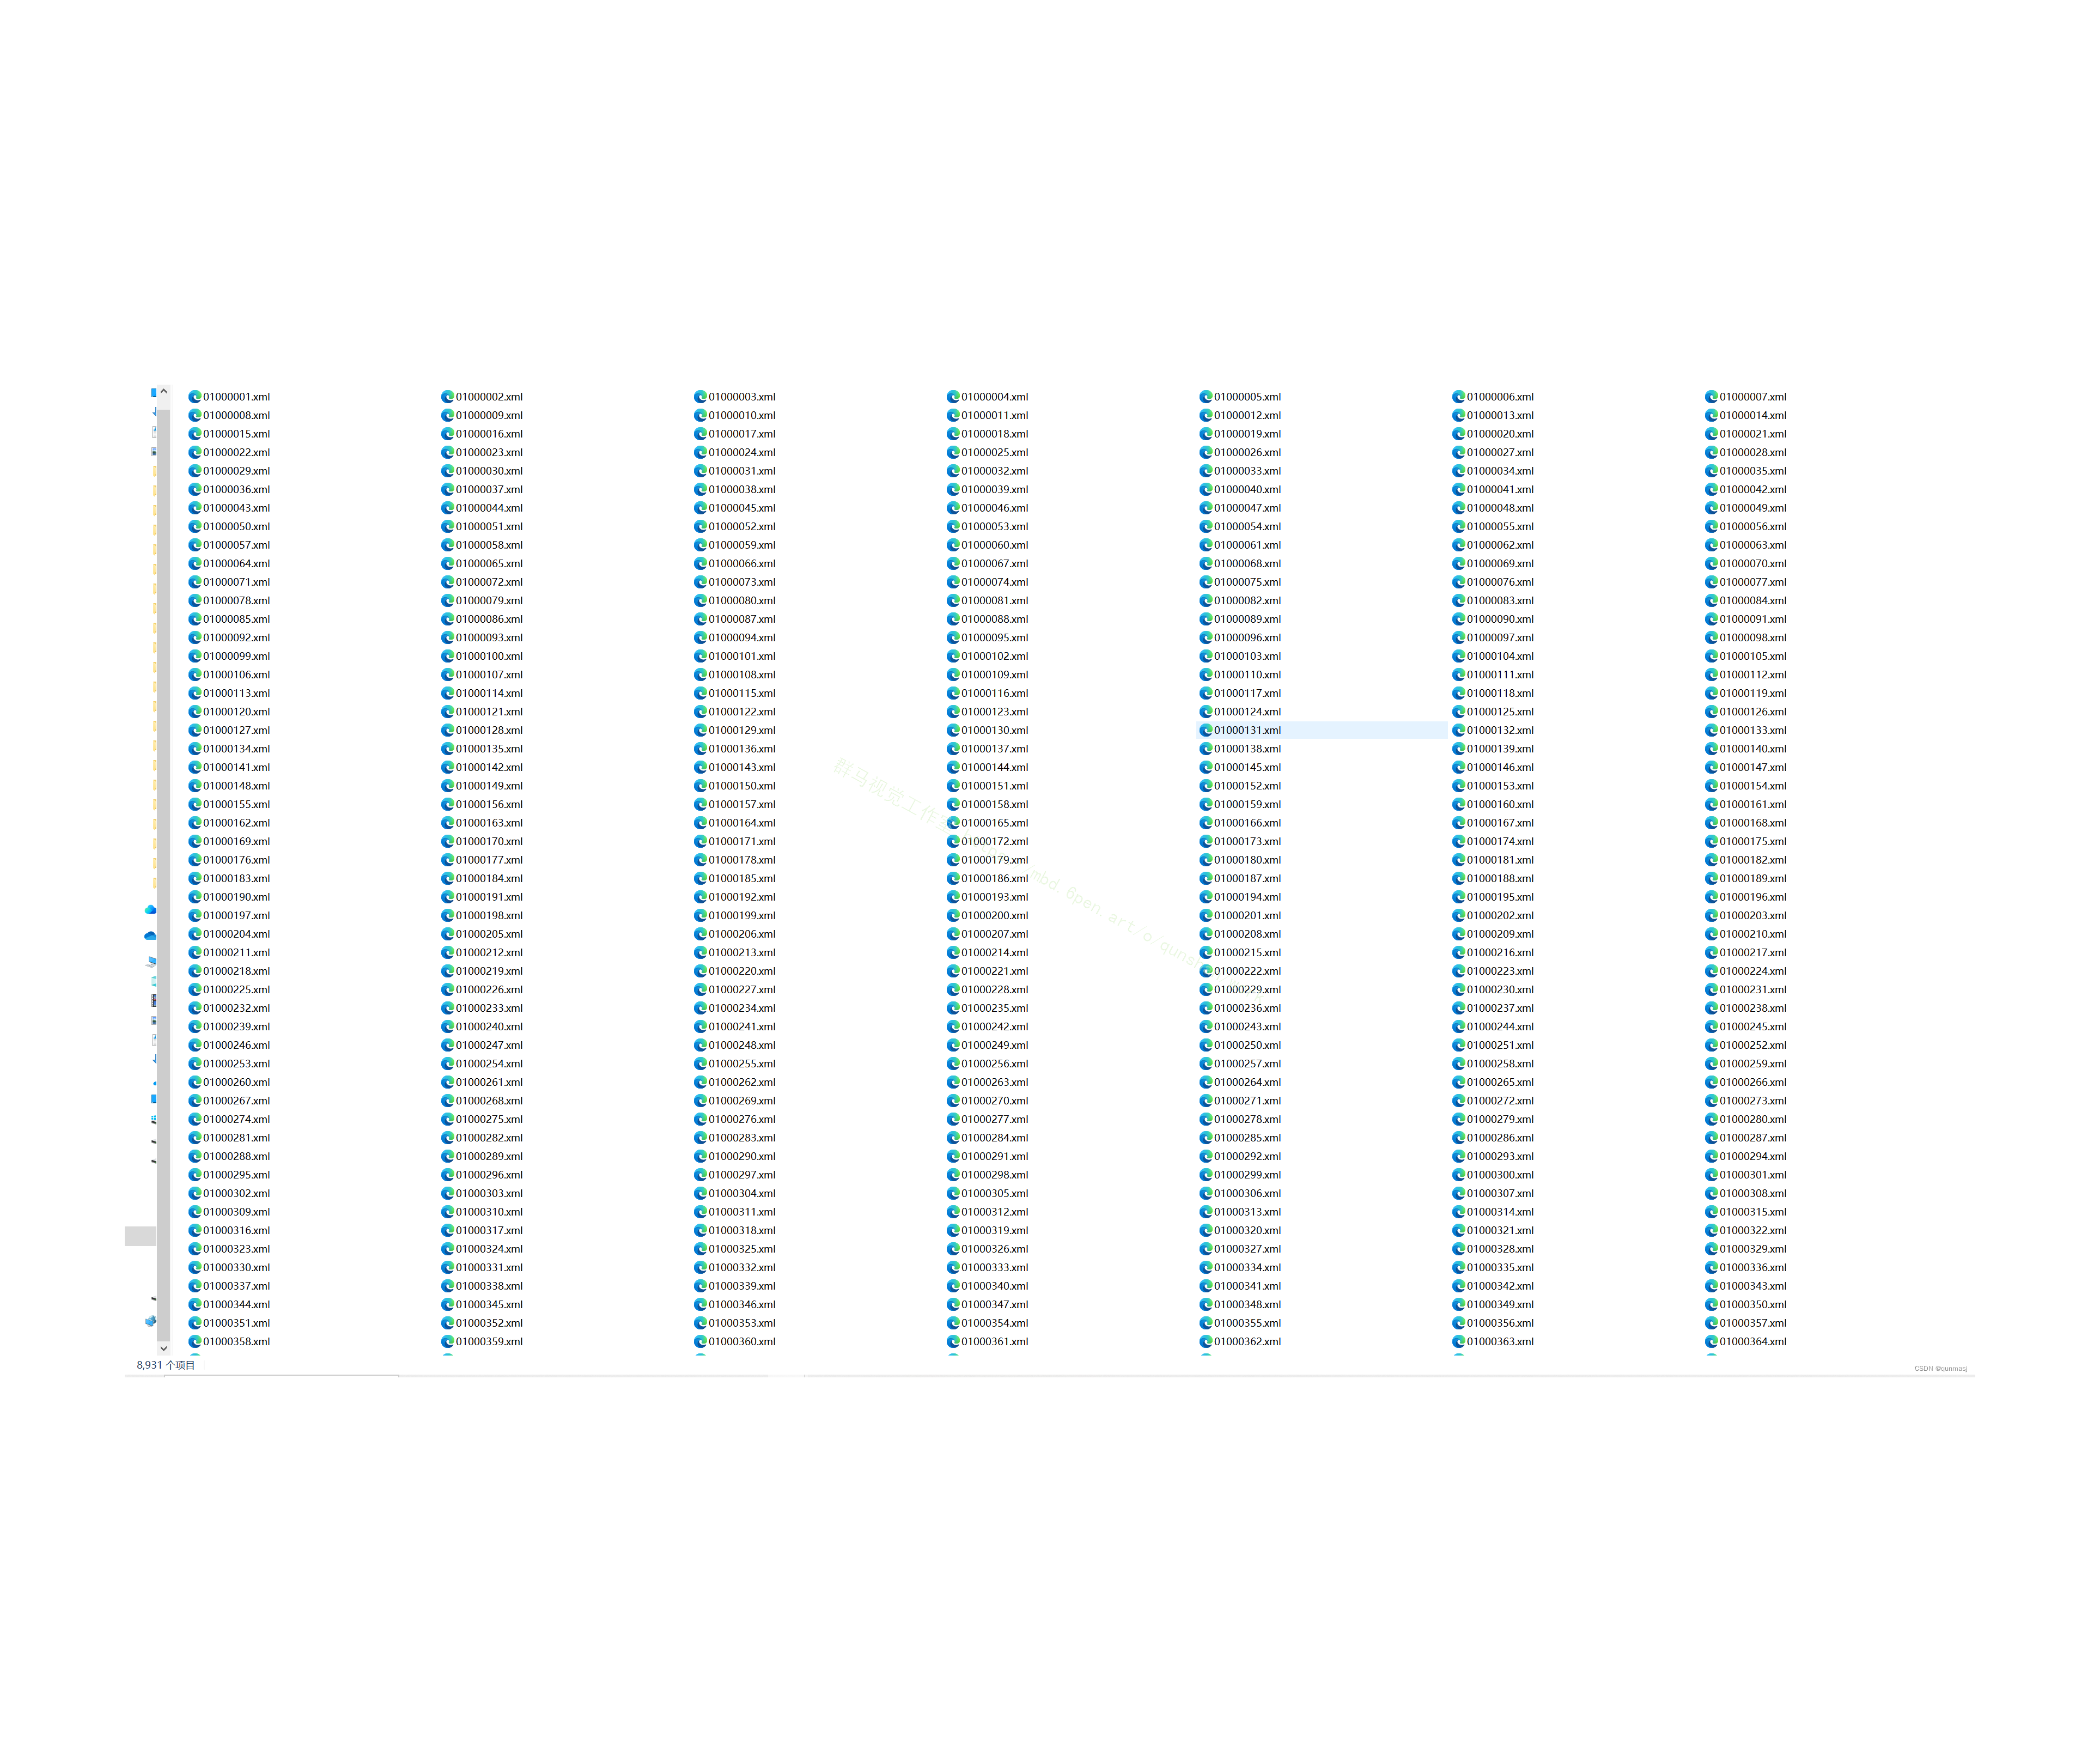 01000001.xml 01000002.xml 01000003.xml 01000004.xml 01000005.xml 01000006.xml 01000007.xml
01000008.xml 01000009.xml 01000010.xml 01000011.xml 01000012.xml 01000013.xml 01000014.xml
01000015.xml 01000016.xml 01000017.xml 01000018.xml 01000019.xml 01000020.xml 01000021.xml
01000022.xml 01000023.xml 01000024.xml 01000025.xml 01000026.xml 01000027.xml 01000028.xml
01000029.xml 01000030.xml 01000031.xml 01000032.xml 01000033.xml 01000034.xml 01000035.xml
01000036.xml 01000037.xml 01000038.xml 01000039.xml 01000040.xml 01000041.xml 01000042.xml
01000043.xml 01000044.xml 01000045.xml 01000046.xml 01000047.xml 01000048.xml 01000049.xml
01000050.xml 01000051.xml 01000052.xml 01000053.xml 01000054.xml 01000055.xml 01000056.xml
01000057.xml 01000058.xml 01000059.xml 01000060.xml 01000061.xml 01000062.xml 01000063.xml
01000064.xml 01000065.xml 01000066.xml 01000067.xml 01000068.xml 01000069.xml 01000070.xml
01000071.xml 01000072.xml 01000073.xml 01000074.xml 01000075.xml 01000076.xml 01000077.xml
01000078.xml 01000079.xml 01000080.xml 01000081.xml 01000082.xml 01000083.xml 01000084.xml
01000085.xml 01000086.xml 01000087.xml 01000088.xml 01000089.xml 01000090.xml 01000091.xml
01000092.xml 01000093.xml 01000094.xml 01000095.xml 01000096.xml 01000097.xml 01000098.xml
01000099.xml 01000100.xml 01000101.xml 01000102.xml 01000103.xml 01000104.xml 01000105.xml
01000106.xml 01000107.xml 01000108.xml 01000109.xml 01000110.xml 01000111.xml 01000112.xml
01000113.xml 01000114.xml 01000115.xml 01000116.xml 01000117.xml 01000118.xml 01000119.xml
01000120.xml 01000121.xml 01000122.xml 01000123.xml 01000124.xml 01000125.xml 01000126.xml
01000127.xml 01000128.xml 01000129.xml 01000130.xml 01000131.xml 01000132.xml 01000133.xml
01000134.xml 01000135.xml 01000136.xml 01000137.xml 01000138.xml 01000139.xml 01000140.xml
01000141.xml 01000142.xml 01000143.xml 01000144.xml 01000145.xml 01000146.xml 01000147.xml
01000148.xml 01000149.xml 01000150.xml 01000151.xml 01000152.xml 01000153.xml 01000154.xml
01000155.xml 01000156.xml 01000157.xml 01000158.xml 01000159.xml 01000160.xml 01000161.xml
01000162.xml 01000163.xml 01000164.xml 01000165.xml 01000166.xml 01000167.xml 01000168.xml
01000169.xml 01000170.xml 01000171.xml 01000172.xml 01000173.xml 01000174.xml 01000175.xml
01000176.xml 01000177.xml 01000178.xml 01000179.xml 01000180.xml 01000181.xml 01000182.xml
01000183.xml 01000184.xml 01000185.xml 01000186.xml 01000187.xml 01000188.xml 01000189.xml
01000190.xml 01000191.xml 01000192.xml 01000193.xml 01000194.xml 01000195.xml 01000196.xml
01000197.xml 01000198.xml 01000199.xml 01000200.xml 01000201.xml 01000202.xml 01000203.xml
01000204.xml 01000205.xml 01000206.xml 01000207.xml 01000208.xml 01000209.xml 01000210.xml
01000211.xml 01000212.xml 01000213.xml 01000214.xml 01000215.xml 01000216.xml 01000217.xml
01000218.xml 01000219.xml 01000220.xml 01000221.xml 01000222.xml 01000223.xml 01000224.xml
01000225.xml 01000226.xml 01000227.xml 01000228.xml 01000229.xml 01000230.xml 01000231.xml
01000232.xml 01000233.xml 01000234.xml 01000235.xml 01000236.xml 01000237.xml 01000238.xml
01000239.xml 01000240.xml 01000241.xml 01000242.xml 01000243.xml 01000244.xml 01000245.xml
01000246.xml 01000247.xml 01000248.xml 01000249.xml 01000250.xml 01000251.xml 01000252.xml
01000253.xml 01000254.xml 01000255.xml 01000256.xml 01000257.xml 01000258.xml 01000259.xml
01000260.xml 01000261.xml 01000262.xml 01000263.xml 01000264.xml 01000265.xml 01000266.xml
01000267.xml 01000268.xml 01000269.xml 01000270.xml 01000271.xml 01000272.xml 01000273.xml
01000274.xml 01000275.xml 01000276.xml 01000277.xml 01000278.xml 01000279.xml 01000280.xml
01000281.xml 01000282.xml 01000283.xml 01000284.xml 01000285.xml 01000286.xml 01000287.xml
01000288.xml 01000289.xml 01000290.xml 01000291.xml 01000292.xml 01000293.xml 01000294.xml
01000295.xml 01000296.xml 01000297.xml 01000298.xml 01000299.xml 01000300.xml 01000301.xml
01000302.xml 01000303.xml 01000304.xml 01000305.xml 01000306.xml 01000307.xml 01000308.xml
01000309.xml 01000310.xml 01000311.xml 01000312.xml 01000313.xml 01000314.xml 01000315.xml
01000316.xml 01000317.xml 01000318.xml 01000319.xml 01000320.xml 01000321.xml 01000322.xml
01000323.xml 01000324.xml 01000325.xml 01000326.xml 01000327.xml 01000328.xml 01000329.xml
01000330.xml 01000331.xml 01000332.xml 01000333.xml 01000334.xml 01000335.xml 01000336.xml
01000337.xml 01000338.xml 01000339.xml 01000340.xml 01000341.xml 01000342.xml 01000343.xml
01000344.xml 01000345.xml 01000346.xml 01000347.xml 01000348.xml 01000349.xml 01000350.xml
01000351.xml 01000352.xml 01000353.xml 01000354.xml 01000355.xml 01000356.xml 01000357.xml
01000358.xml 01000359.xml 01000360.xml 01000361.xml 01000362.xml 01000363.xml 01000364.xml
群马视觉工作室
8,931 个项目
CSDN @qunmasj